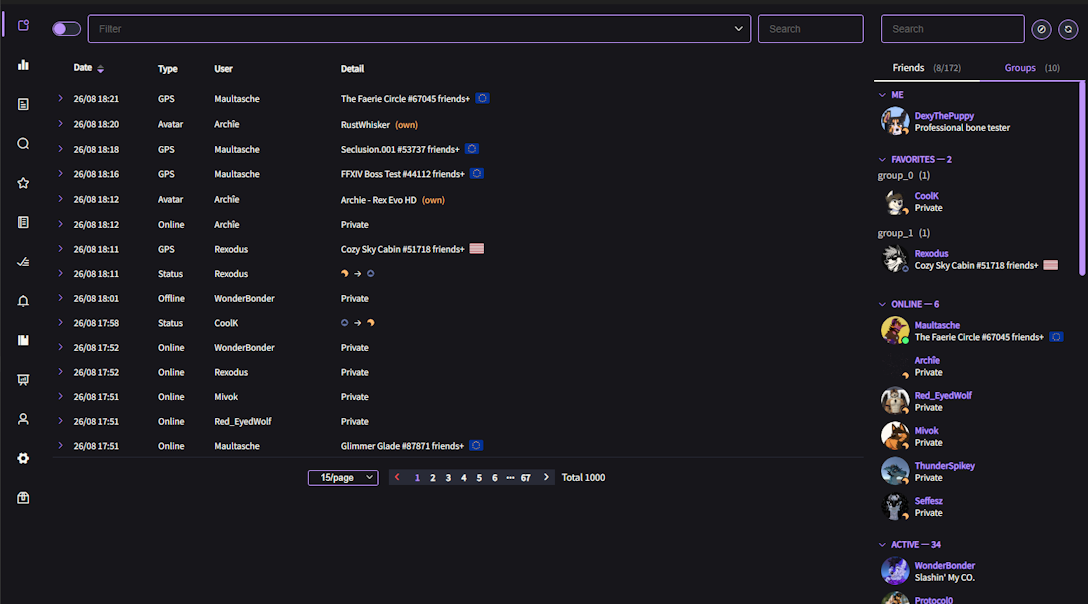 Filter
Search
Search
Date Type User Detail
26/08 18:21 GPS Maultasche The Faerie Circle #67045 friends+
26/08 18:20 Avatar Archîe RustWhisker (own)
26/08 18:18 GPS Maultasche Seclusion.001 #53737 friends+
26/08 18:16 GPS Maultasche FFXIV Boss Test #44112 friends+
26/08 18:12 Avatar Archîe Archie - Rex Evo HD (own)
26/08 18:12 Online Archîe Private
26/08 18:11 GPS Rexodus Cozy Sky Cabin #51718 friends+
26/08 18:11 Status Rexodus →
26/08 18:01 Offline WonderBonder Private
26/08 17:58 Status CoolK →
26/08 17:52 Online WonderBonder Private
26/08 17:52 Online Rexodus Private
26/08 17:51 Online Mivok Private
26/08 17:51 Online Red_EyedWolf Private
26/08 17:51 Online Maultasche Glimmer Glade #87871 friends+
15/page 1 2 3 4 5 6 ••• 67 Total 1000
Friends (8/172) Groups (10)
ME
DexyThePuppy
Professional bone tester
FAVORITES — 2
group_0 (1)
CoolK
Private
group_1 (1)
Rexodus
Cozy Sky Cabin #51718 friends+
ONLINE — 6
Maultasche
The Faerie Circle #67045 friends+
Archîe
Private
Red_EyedWolf
Private
Mivok
Private
ThunderSpikey
Private
Seffesz
Private
ACTIVE — 34
WonderBonder
Slashin' My CO.
Protocol0